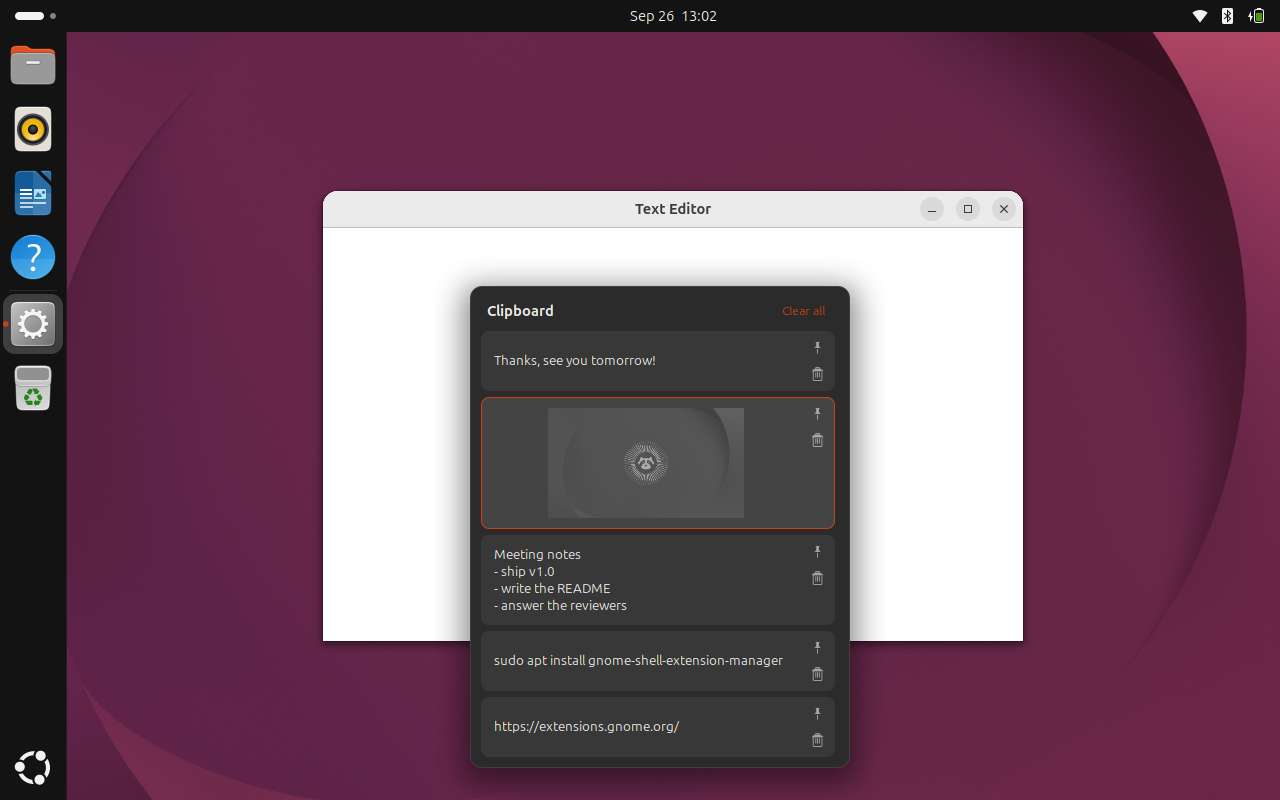 Sep 26 13:02
Text Editor
Clipboard
Clear all
Thanks, see you tomorrow!
Meeting notes
- ship v1.0
- write the README
- answer the reviewers
sudo apt install gnome-shell-extension-manager
https://extensions.gnome.org/